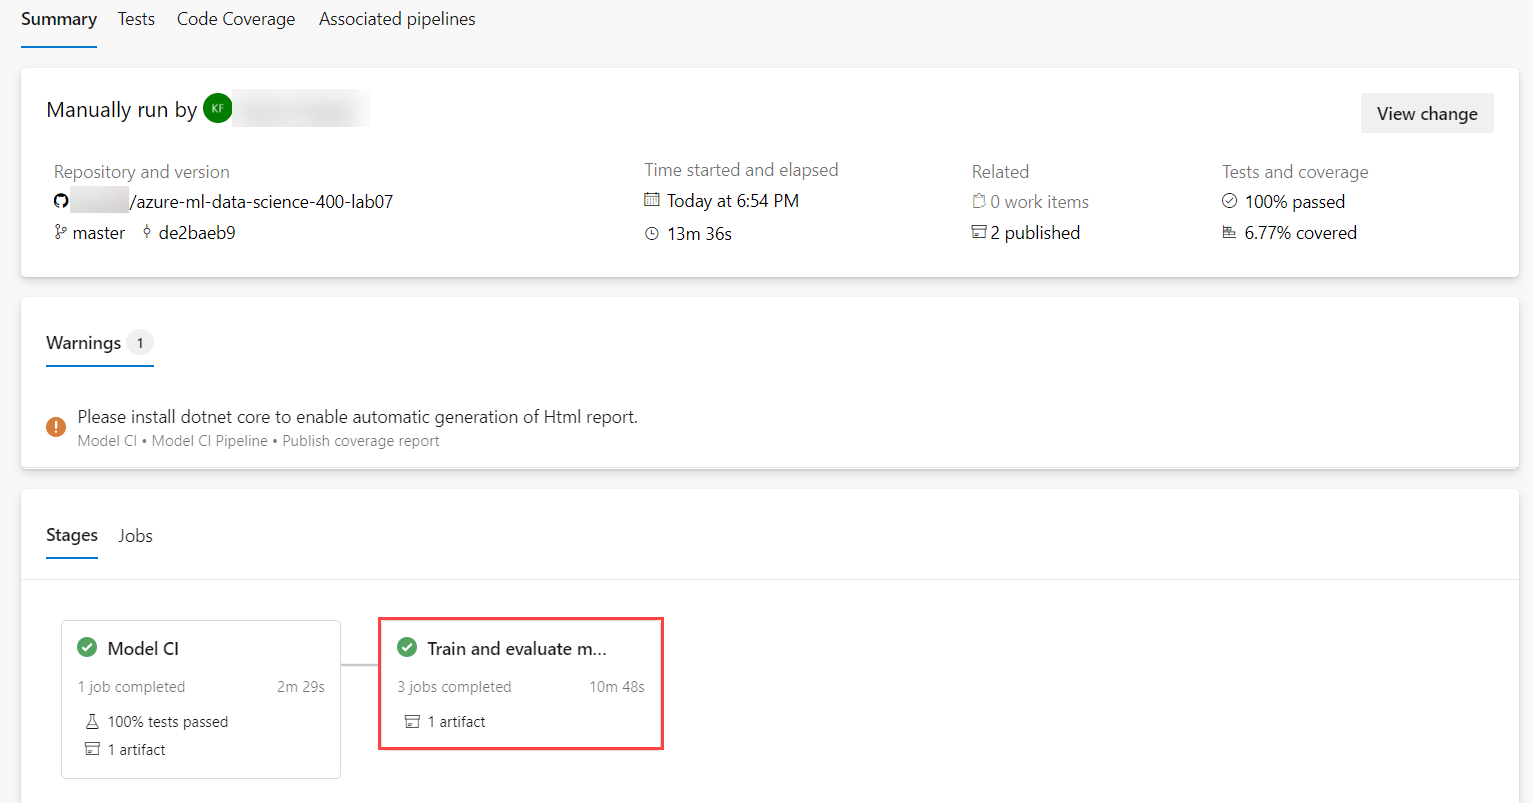 Summary Tests Code Coverage Associated pipelines
Manually run by KF
View change
Repository and version
/azure-ml-data-science-400-lab07
master de2baeb9
Time started and elapsed
Today at 6:54 PM
13m 36s
Related
0 work items
2 published
Tests and coverage
100% passed
6.77% covered
Warnings 1
Please install dotnet core to enable automatic generation of Html report.
Model CI • Model CI Pipeline • Publish coverage report
Stages Jobs
Model CI
1 job completed 2m 29s
100% tests passed
1 artifact
Train and evaluate m...
3 jobs completed 10m 48s
1 artifact